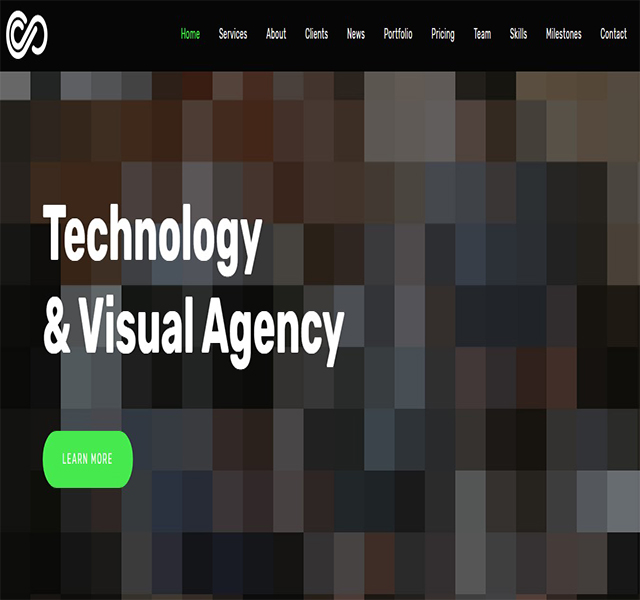 Home Services About Clients News Portfolio Pricing Team Skills Milestones Contact
Technology
& Visual Agency
LEARN MORE